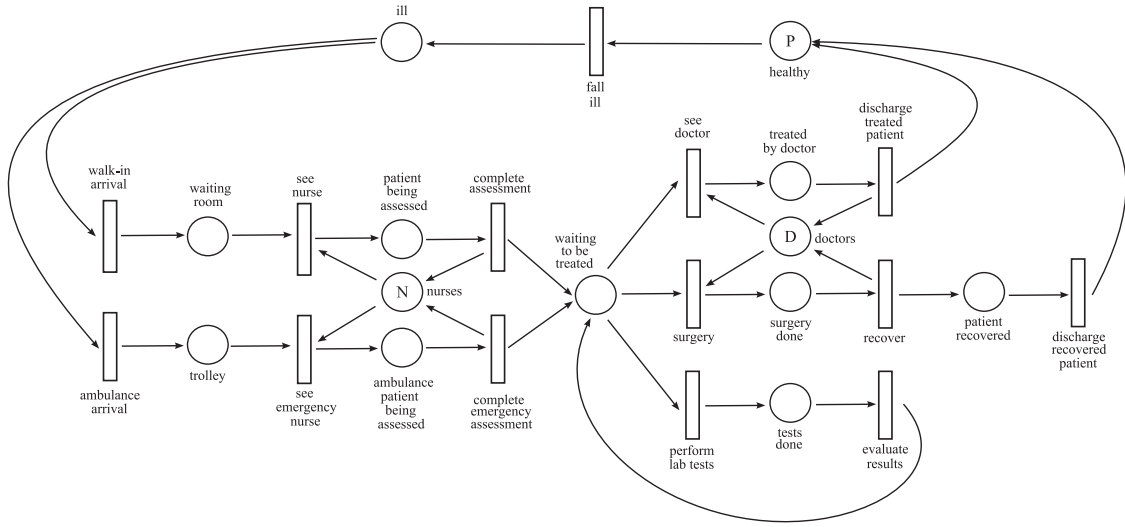 ill
P
healthy
fall
ill
see
doctor
treated
by doctor
discharge
treated
patient
walk-in
arrival
waiting
room
see
nurse
patient
being
assessed
complete
assessment
waiting
to be
treated
D
doctors
N
nurses
ambulance
arrival
trolley
see
emergency
nurse
ambulance
patient
being
assessed
complete
emergency
assessment
surgery
surgery
done
recover
patient
recovered
discharge
recovered
patient
perform
lab tests
tests
done
evaluate
results